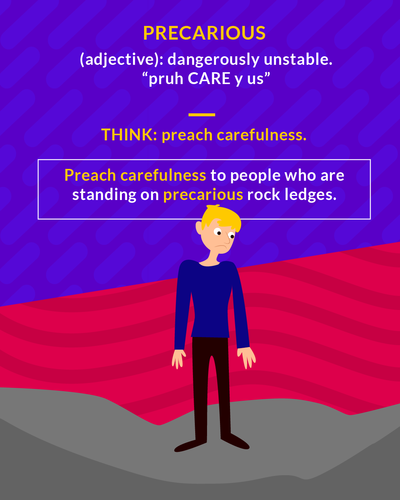 PRECARIOUS
(adjective): dangerously unstable.
“pruh CARE y us”
THINK: preach carefulness.
Preach carefulness to people who are
standing on precarious rock ledges.